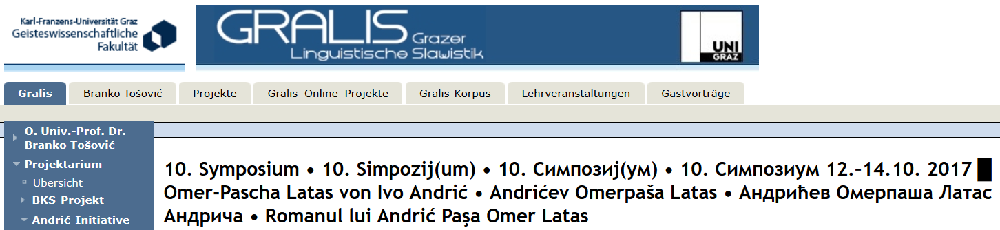 Karl-Franzens-Universität Graz
Geisteswissenschaftliche
Fakultät
GRALIS Grazer
Linguistische Slawistik
UNI
GRAZ
Gralis
Branko Tošović
Projekte
Gralis–Online–Projekte
Gralis-Korpus
Lehrveranstaltungen
Gastvorträge
O. Univ.-Prof. Dr.
Branko Tošović
Projektarium
Übersicht
BKS-Projekt
Andrić-Initiative
10. Symposium • 10. Simpozij(um) • 10. Симпозиј(ум) • 10. Симпозиум 12.-14.10. 2017 █
Omer-Pascha Latas von Ivo Andrić • Andrićev Omerpaša Latas • Андрићев Омерпаша Латас
Андрича • Romanul lui Andrić Paşa Omer Latas